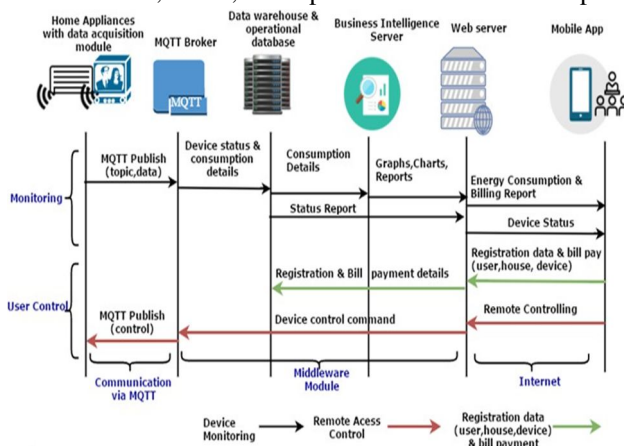 Home Appliances
with data acquisition
module
MQTT Broker
Data warehouse &
operational
database
Business Intelligence
Server
Web server
Mobile App
MQTT
Monitoring
MQTT Publish
(topic,data)
Device status &
consumption
details
Consumption
Details
Graphs,Charts,
Reports
Energy Consumption &
Billing Report
Status Report
Device Status
User Control
Registration data & bill pay
(user,house, device)
Registration & Bill payment details
Remote Controlling
MQTT Publish
(control)
Device control command
Communication
via MQTT
Middleware
Module
Internet
Device
Monitoring
Remote Acess
Control
Registration data
(user,house,device)
& bill payment